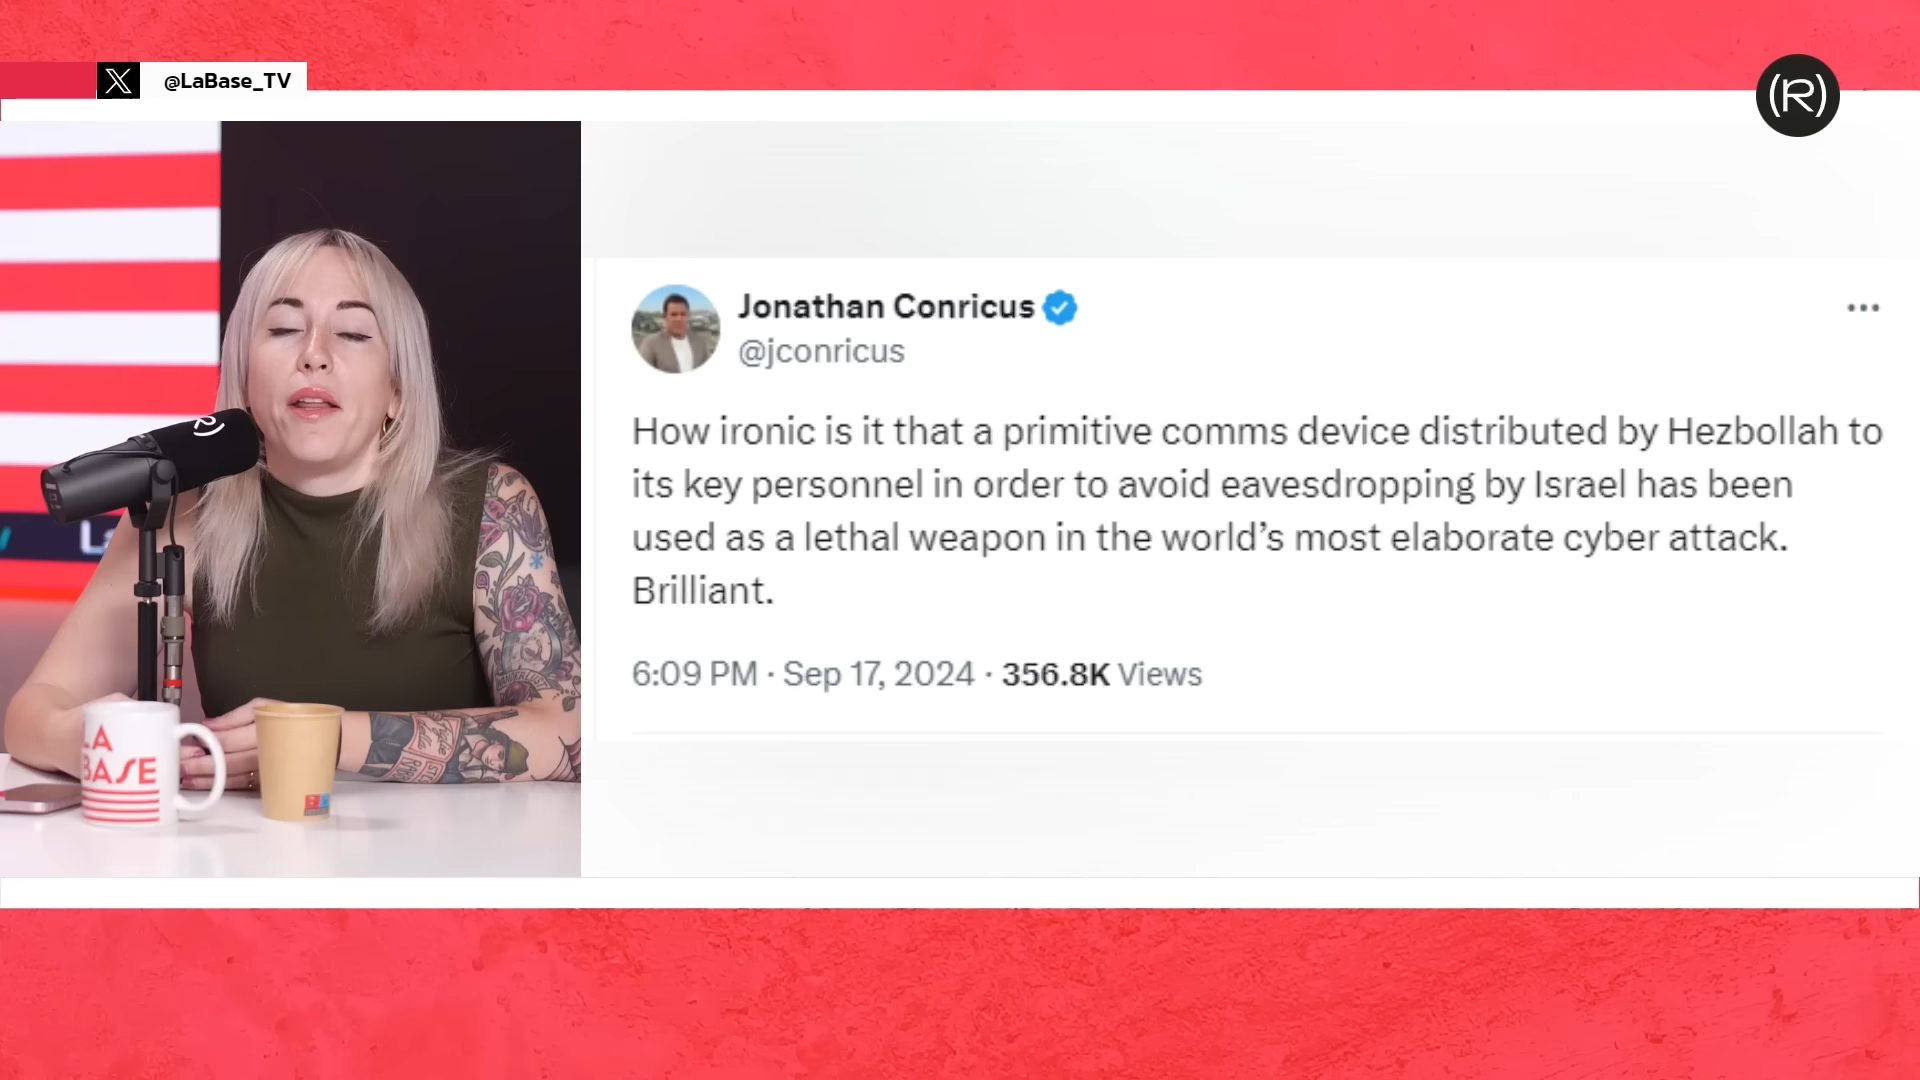 @LaBase_TV
(R)
Jonathan Conricus
@jconricus
How ironic is it that a primitive comms device distributed by Hezbollah to
its key personnel in order to avoid eavesdropping by Israel has been
used as a lethal weapon in the world’s most elaborate cyber attack.
Brilliant.
6:09 PM · Sep 17, 2024 · 356.8K Views
R)
La
LA
BASE